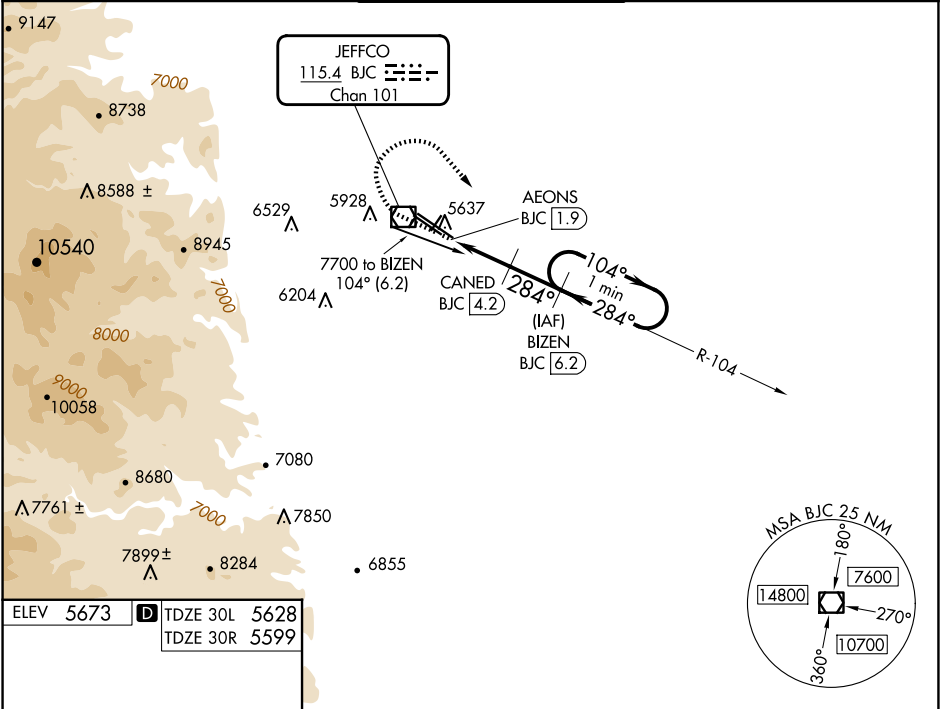 9147
7000
8738
8588 ±
10540
8945
7000
8000
9000
10058
8680
7761 ±
7899 ±
7000
8284
7080
7850
6855
JEFFCO
115.4 BJC
Chan 101
6529
5928
5637
6204
AEONS
BJC 1.9
7700 to BIZEN
104° (6.2)
CANED
BJC 4.2
284°
(IAF)
BIZEN
BJC 6.2
104°
1 min
284°
R-104
MSA BJC 25 NM
180°
7600
14800
270°
10700
360°
ELEV 5673
D
TDZE 30L 5628
TDZE 30R 5599